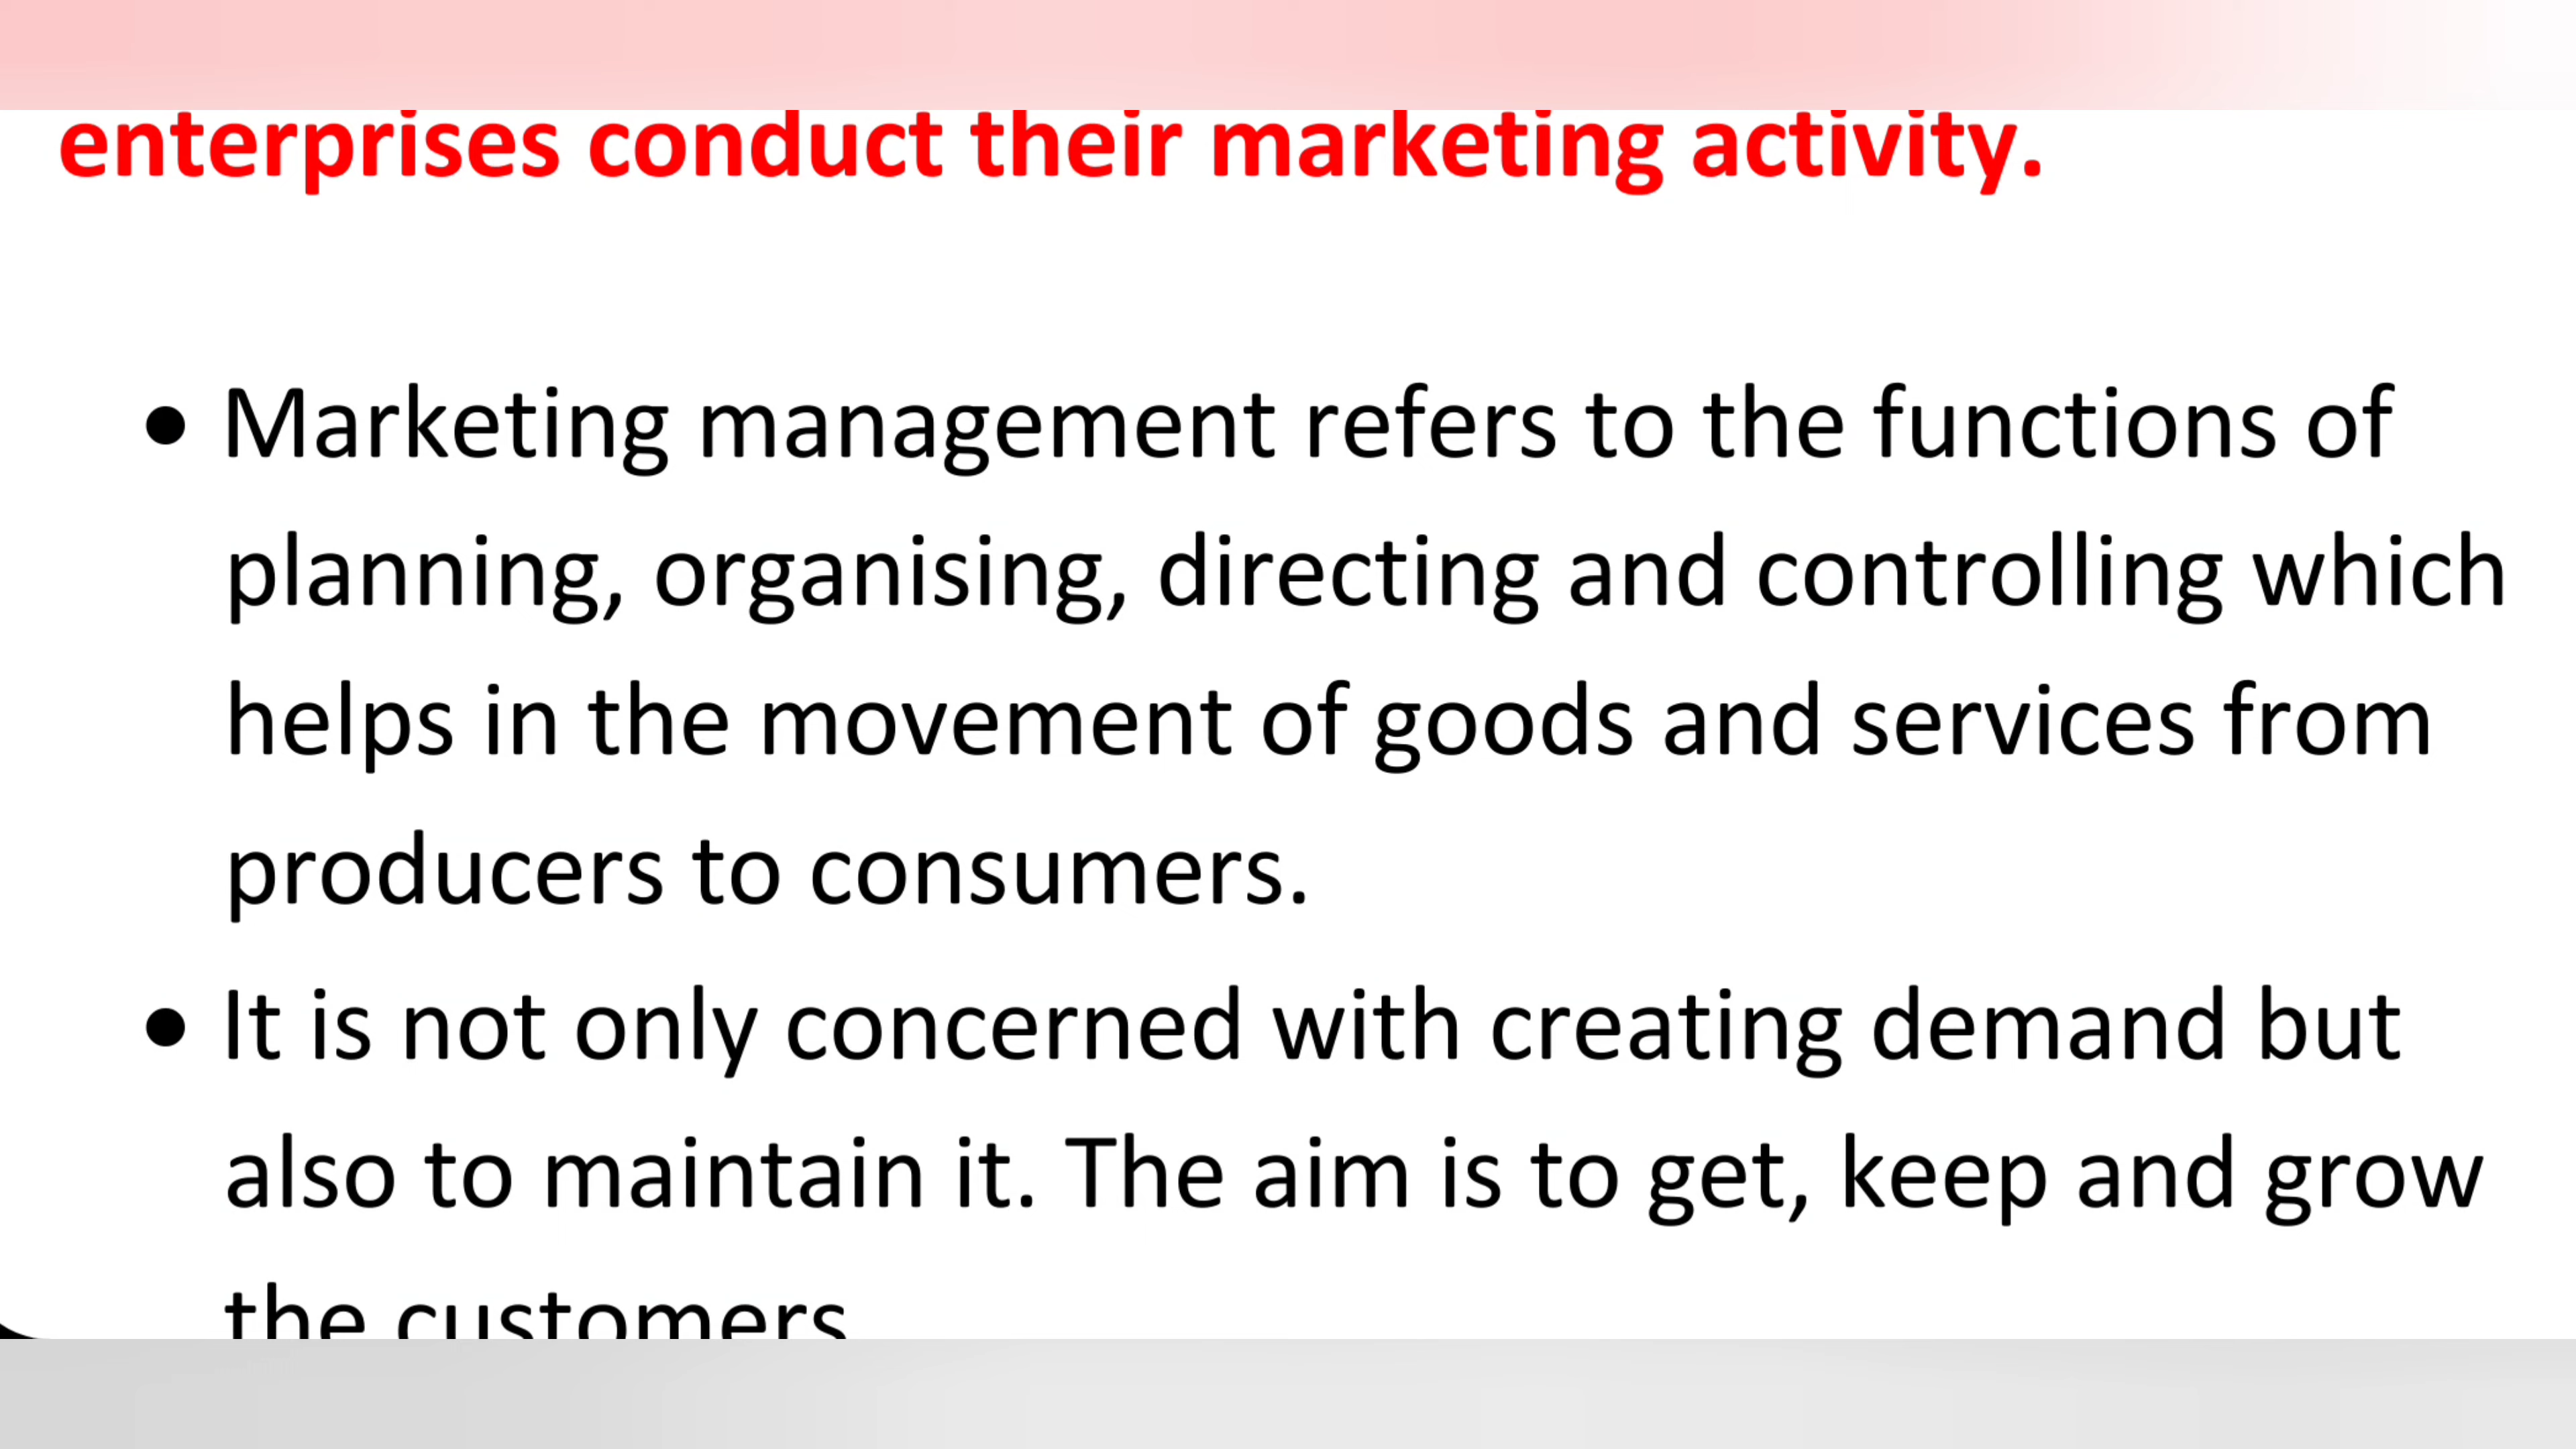 enterprises conduct their marketing activity.
• Marketing management refers to the functions of
planning, organising, directing and controlling which
helps in the movement of goods and services from
producers to consumers.
• It is not only concerned with creating demand but
also to maintain it. The aim is to get, keep and grow
the customers